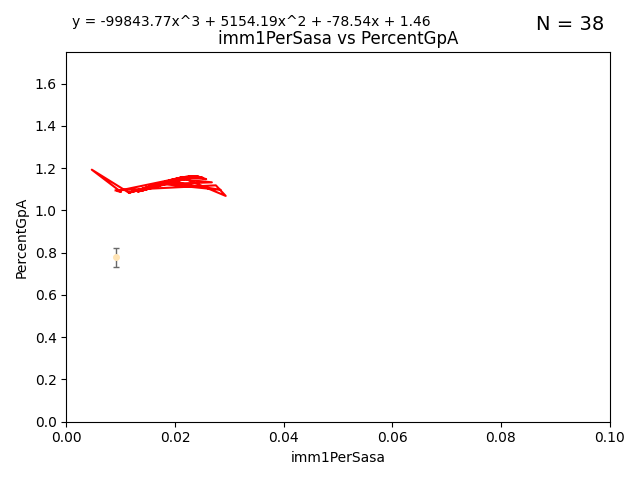 y = -99843.77x^3 + 5154.19x^2 + -78.54x + 1.46
N = 38
imm1PerSasa vs PercentGpA
PercentGpA
1.6
1.4
1.2
1.0
0.8
0.6
0.4
0.2
0.0
0.00 0.02 0.04 0.06 0.08 0.10
imm1PerSasa